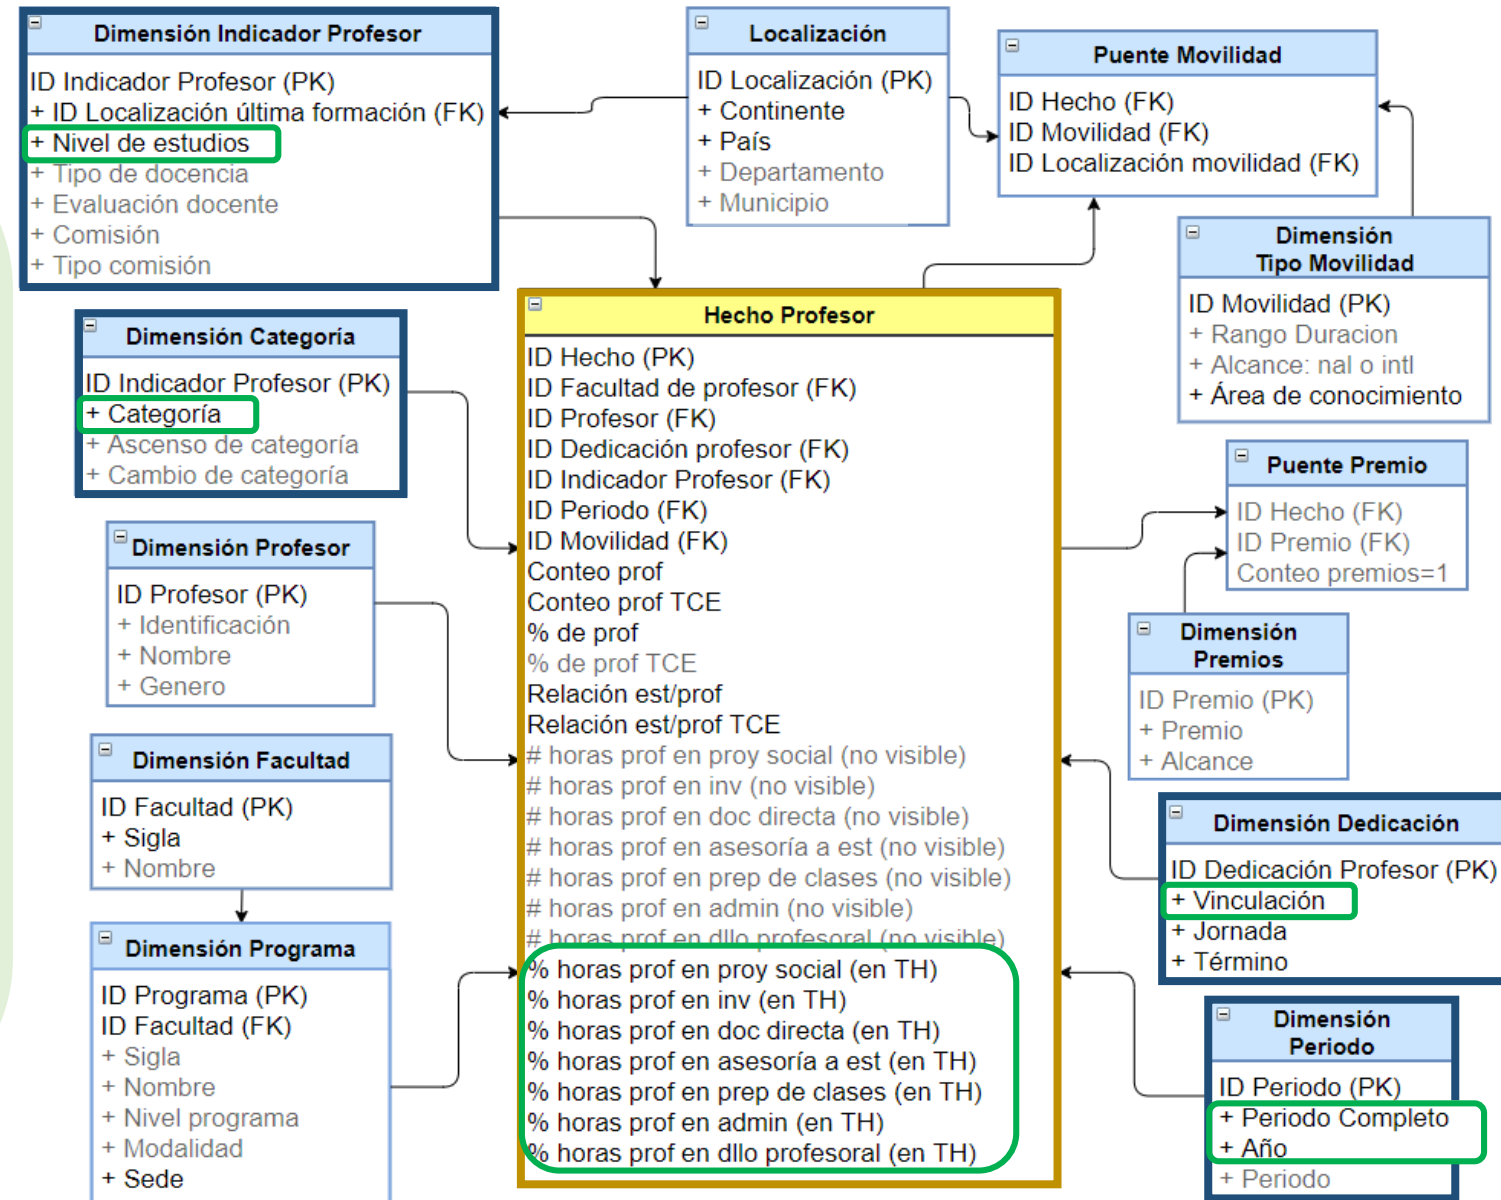 Dimensión Indicador Profesor
ID Indicador Profesor (PK)
+ ID Localización última formación (FK)
+ Nivel de estudios
+ Tipo de docencia
+ Evaluación docente
+ Comisión
+ Tipo comisión
Localización
ID Localización (PK)
+ Continente
+ País
+ Departamento
+ Municipio
Puente Movilidad
ID Hecho (FK)
ID Movilidad (FK)
ID Localización movilidad (FK)
Dimensión
Tipo Movilidad
ID Movilidad (PK)
+ Rango Duracion
+ Alcance: nal o intl
+ Área de conocimiento
Dimensión Categoría
ID Indicador Profesor (PK)
+ Categoría
+ Ascenso de categoría
+ Cambio de categoría
Hecho Profesor
ID Hecho (PK)
ID Facultad de profesor (FK)
ID Profesor (FK)
ID Dedicación profesor (FK)
ID Indicador Profesor (FK)
ID Periodo (FK)
ID Movilidad (FK)
Conteo prof
Conteo prof TCE
% de prof
% de prof TCE
Relación est/prof
Relación est/prof TCE
# horas prof en proy social (no visible)
# horas prof en inv (no visible)
# horas prof en doc directa (no visible)
# horas prof en asesoría a est (no visible)
# horas prof en prep de clases (no visible)
# horas prof en admin (no visible)
# horas prof en dllo profesoral (no visible)
% horas prof en proy social (en TH)
% horas prof en inv (en TH)
% horas prof en doc directa (en TH)
% horas prof en asesoría a est (en TH)
% horas prof en prep de clases (en TH)
% horas prof en admin (en TH)
% horas prof en dllo profesoral (en TH)
Puente Premio
ID Hecho (FK)
ID Premio (FK)
Conteo premios=1
Dimensión Profesor
ID Profesor (PK)
+ Identificación
+ Nombre
+ Genero
Dimensión
Premios
ID Premio (PK)
+ Premio
+ Alcance
Dimensión Facultad
ID Facultad (PK)
+ Sigla
+ Nombre
Dimensión Dedicación
ID Dedicación Profesor (PK)
+ Vinculación
+ Jornada
+ Término
Dimensión Programa
ID Programa (PK)
ID Facultad (FK)
+ Sigla
+ Nombre
+ Nivel programa
+ Modalidad
+ Sede
Dimensión
Periodo
ID Periodo (PK)
+ Periodo Completo
+ Año
+ Periodo